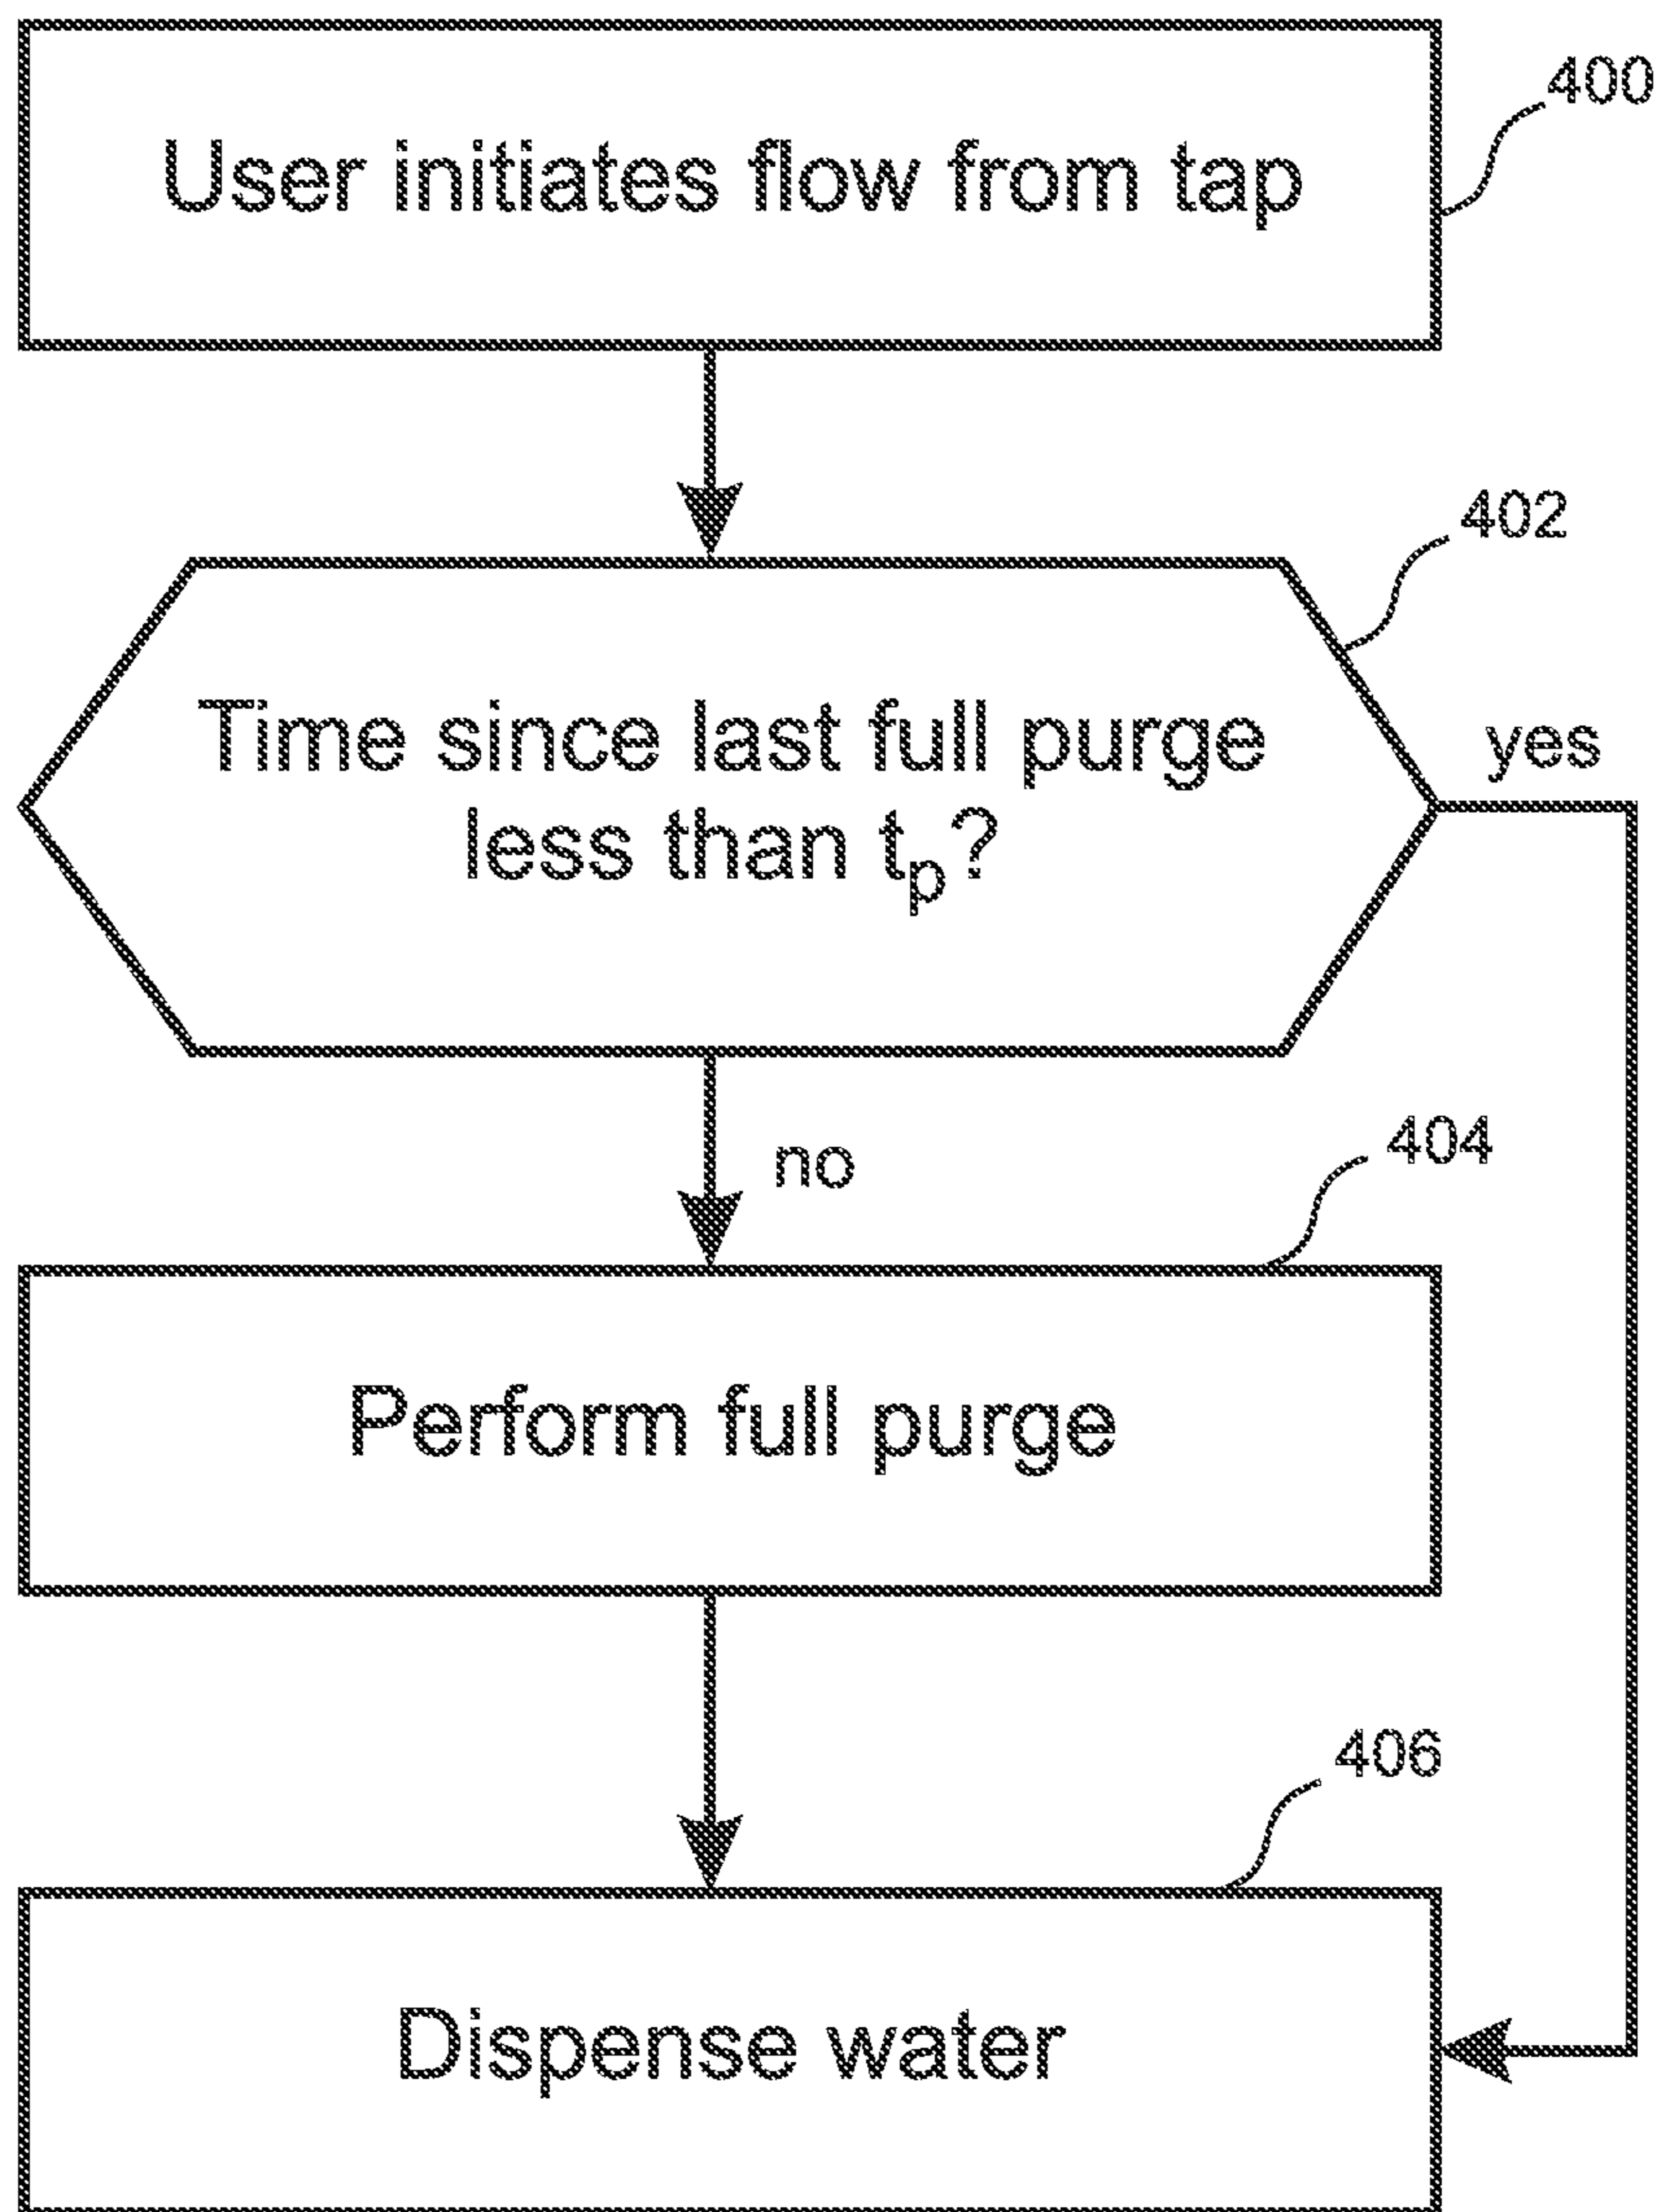 User initiates flow from tap
400
402
Time since last full purge
less than tp?
yes
no
404
Perform full purge
406
Dispense water